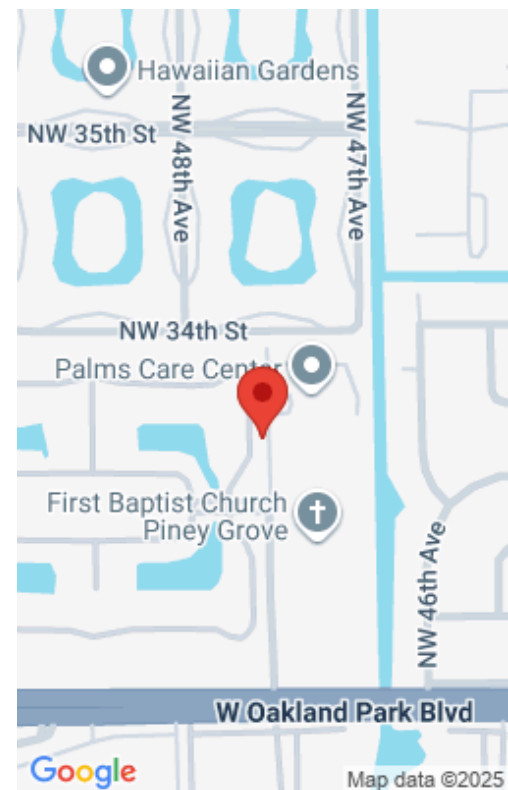 Hawaiian Gardens
NW 35th St
NW 48th Ave
NW 47th Ave
NW 34th St
Palms Care Center
First Baptist Church
Piney Grove
NW 46th Ave
W Oakland Park Blvd
Google
Map data ©2025